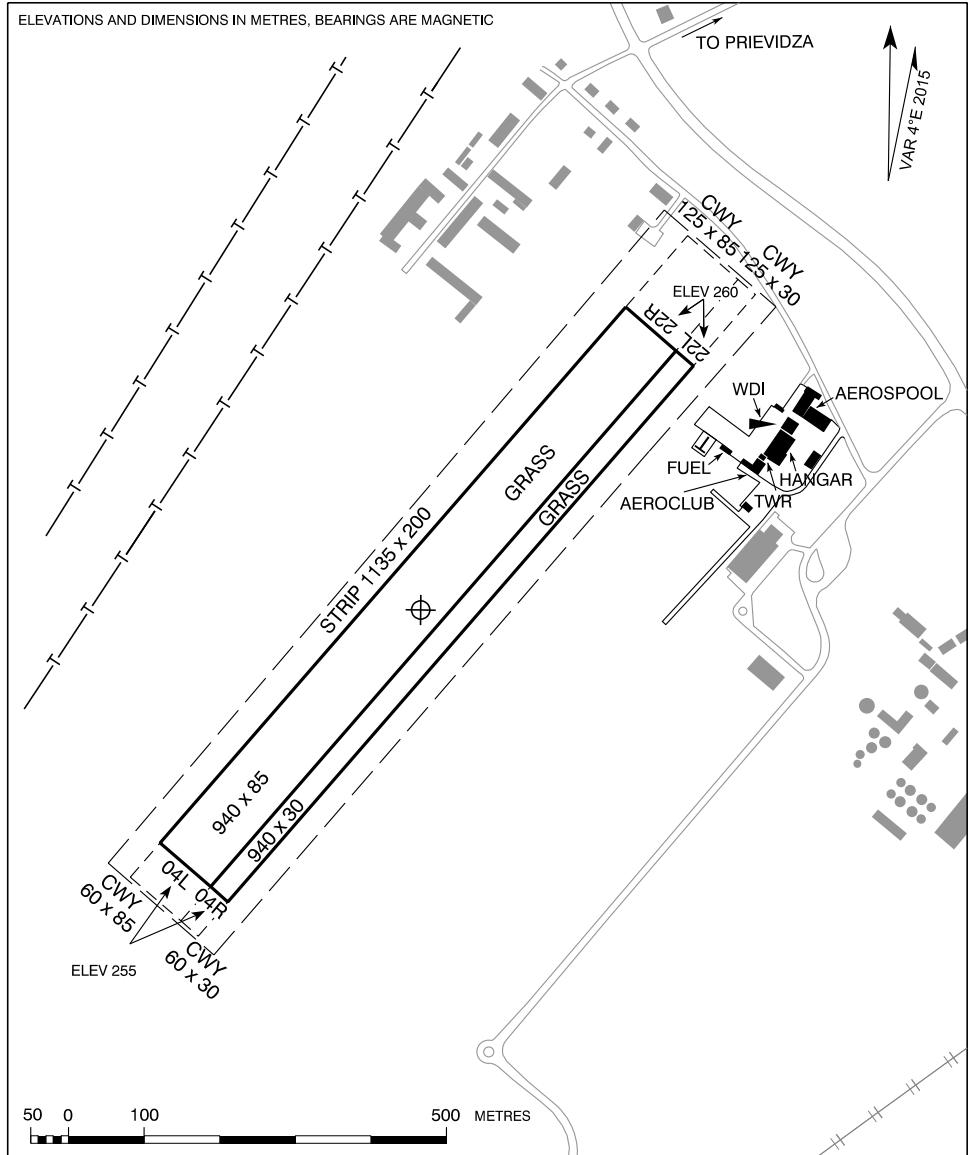 ELEVATIONS AND DIMENSIONS IN METRES, BEARINGS ARE MAGNETIC
TO PRIEVIDZA
VAR 4°E 2015
CWY
125 x 85
CWY
125 x 30
ELEV 260
22R
22L
WDI
AEROSPOOL
FUEL
HANGAR
AEROCLUB
TWR
GRASS
GRASS
STRIP 1135 x 200
940 x 85
940 x 30
04L
04R
CWY
60 x 85
CWY
60 x 30
ELEV 255
T
T
T
T
T
T
T
T
T
T
T
T
T
T
50 0 100 500 METRES